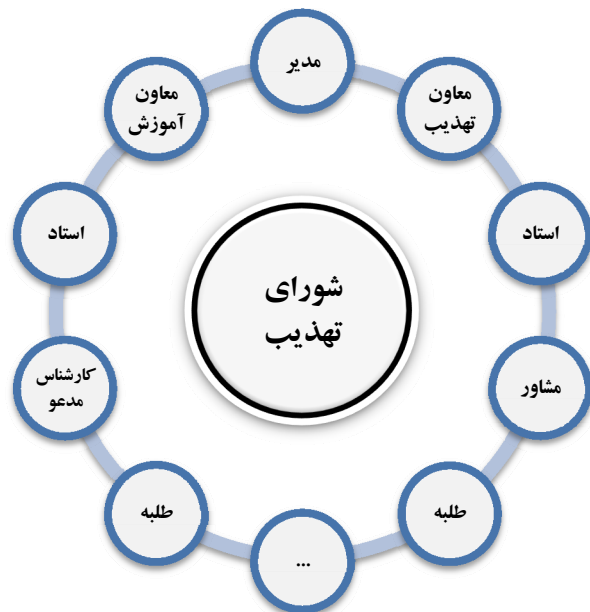 مدیر
معاون
تهذیب
استاد
مشاور
طلبه
...
طلبه
کارشناس
مدعو
استاد
معاون
آموزش
شورای
تهذیب